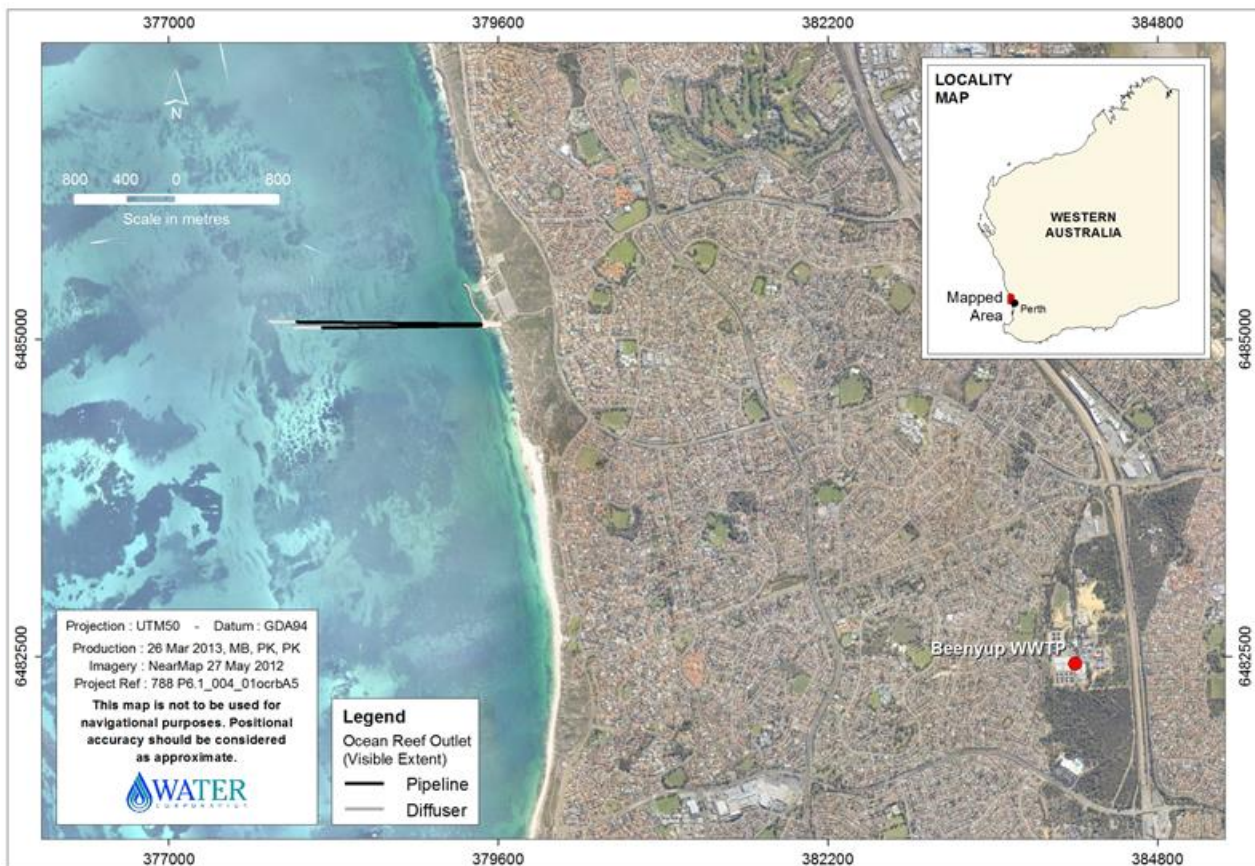 377000
379600
382200
384800
6485000
6482500
6485000
6482500
377000
379600
382200
384800
N
800 400 0 800
Scale in metres
LOCALITY
MAP
WESTERN
AUSTRALIA
Mapped
Area
Perth
Beenyup WWTP
Projection : UTM50 - Datum : GDA94
Production : 26 Mar 2013, MB, PK, PK
Imagery : NearMap 27 May 2012
Project Ref : 788 P6.1_004_01ocrbA5
This map is not to be used for
navigational purposes. Positional
accuracy should be considered
as approximate.
WATER
CORPORATION
Legend
Ocean Reef Outlet
(Visible Extent)
Pipeline
Diffuser